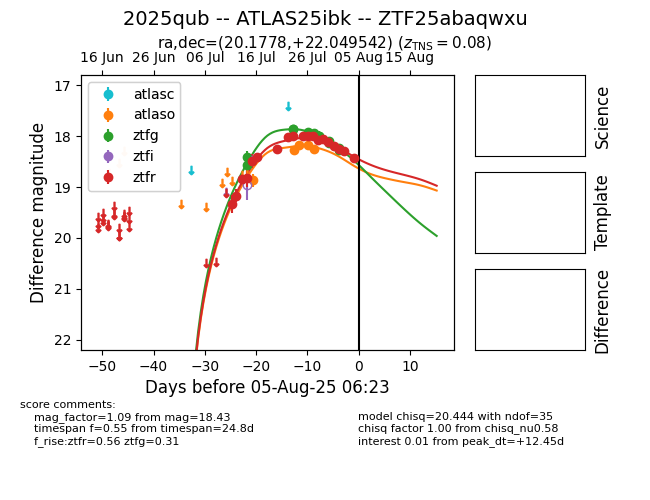 2025qub -- ATLAS25ibk -- ZTF25abaqwxu
ra,dec=(20.1778,+22.049542) (z_TNS = 0.08)
16 Jun 26 Jun 06 Jul 16 Jul 26 Jul 05 Aug 15 Aug
17
18
19
20
21
22
Difference magnitude
atlasc
atlaso
ztfg
ztfi
ztfr
−50 −40 −30 −20 −10 0 10
Days before 05-Aug-25 06:23
Science
Template
Difference
score comments:
mag_factor=1.09 from mag=18.43
timespan f=0.55 from timespan=24.8d
f_rise:ztfr=0.56 ztfg=0.31
model chisq=20.444 with ndof=35
chisq factor 1.00 from chisq_nu0.58
interest 0.01 from peak_dt=+12.45d